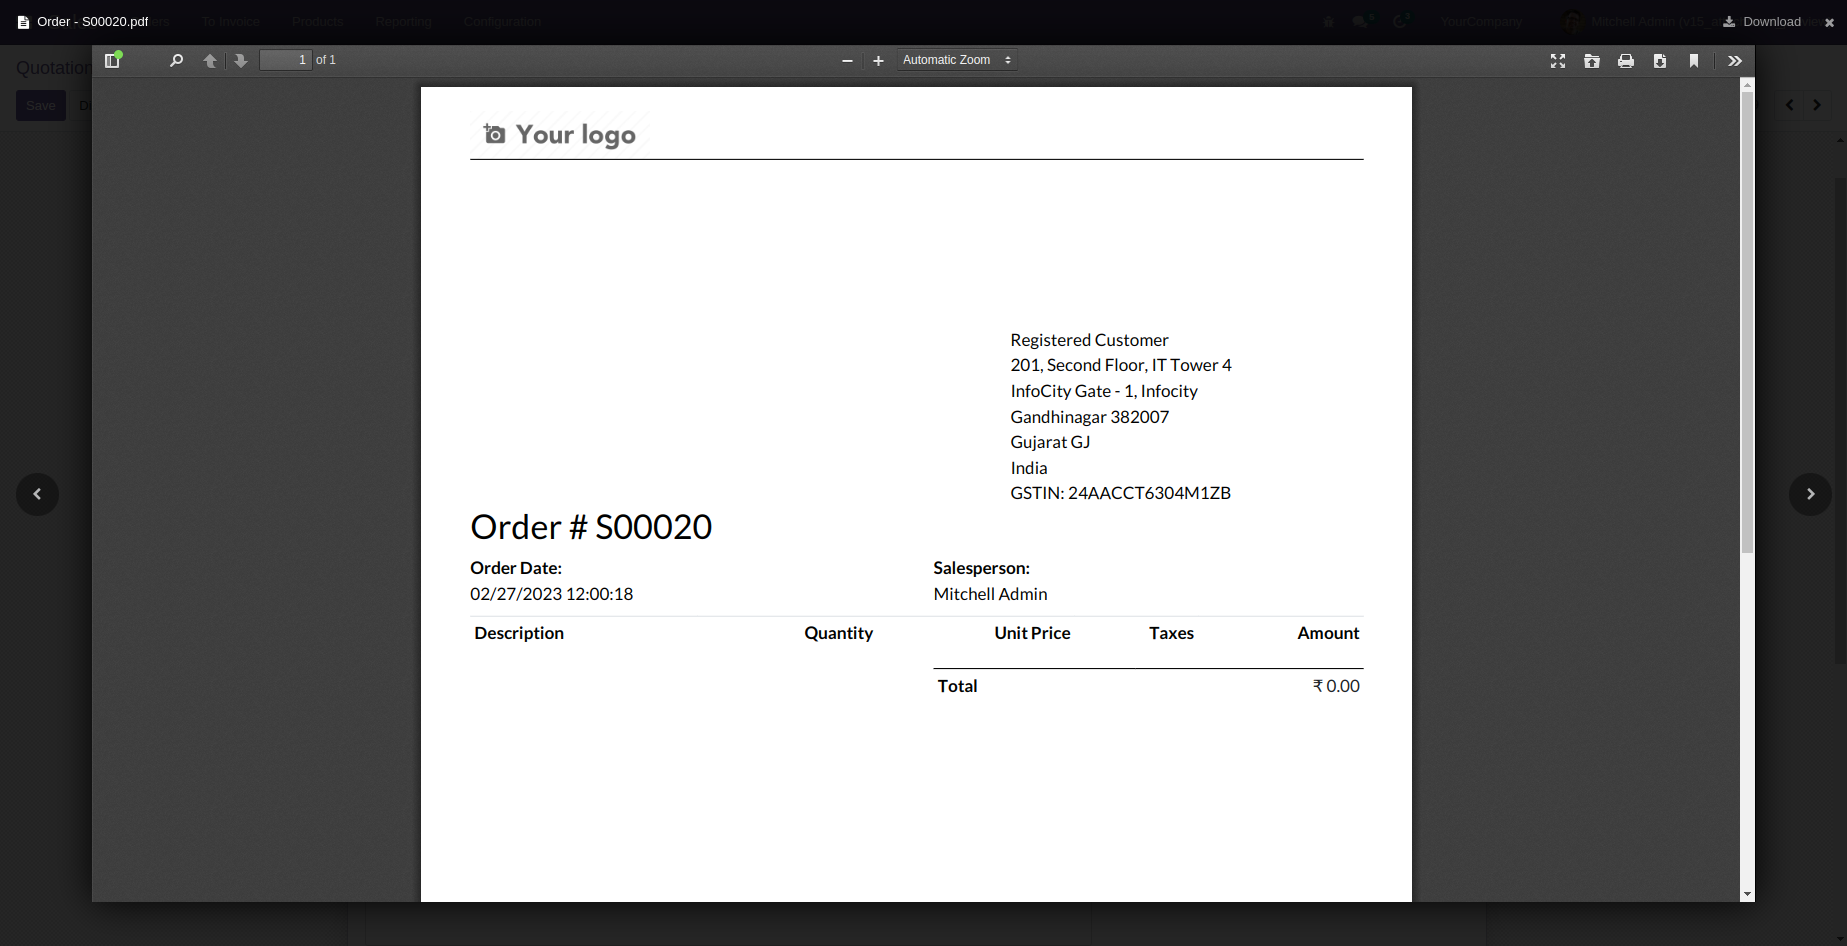 Order - S00020.pdf
To Invoice Products Reporting Configuration
YourCompany
Mitchell Admin
Download
Quotation
Save
1 of 1
Automatic Zoom
Your logo
Registered Customer
201, Second Floor, IT Tower 4
InfoCity Gate - 1, Infocity
Gandhinagar 382007
Gujarat GJ
India
GSTIN: 24AACCT6304M1ZB
Order # S00020
Order Date: Salesperson:
02/27/2023 12:00:18 Mitchell Admin
Description Quantity Unit Price Taxes Amount
Total ₹ 0.00